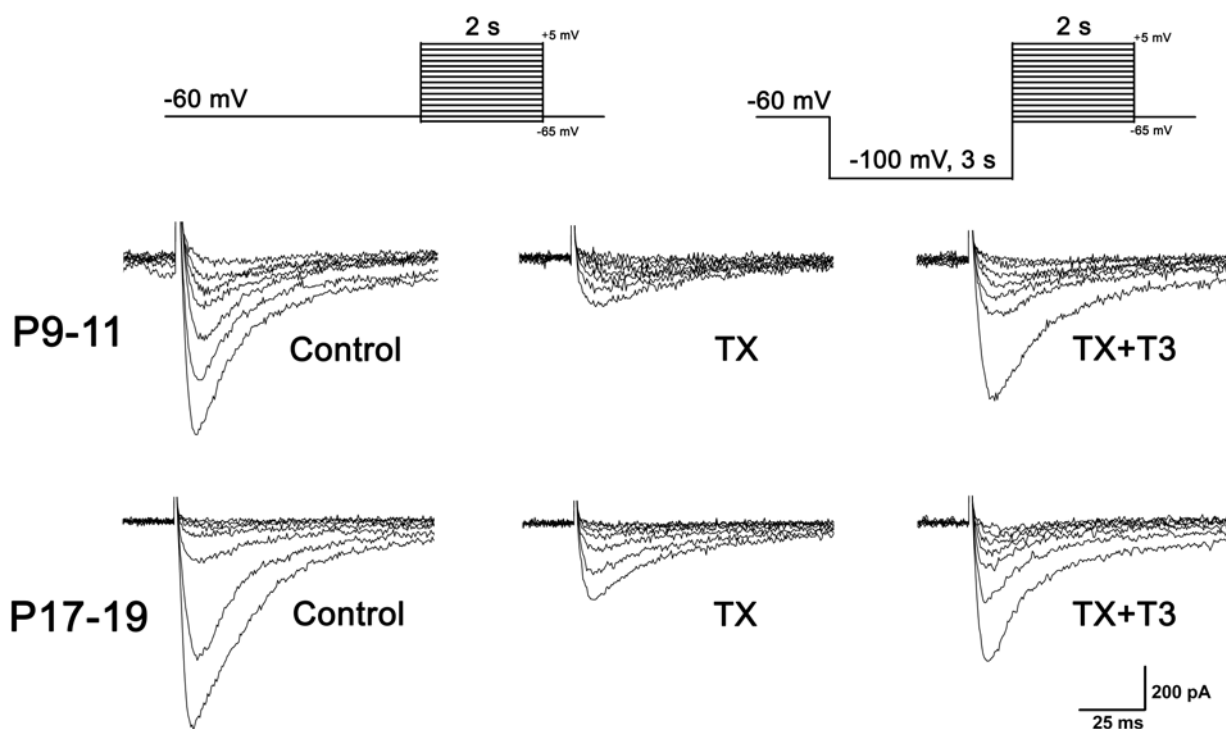 2 s
+5 mV
-60 mV
-65 mV
2 s
+5 mV
-60 mV
-65 mV
-100 mV, 3 s
P9-11
Control
TX
TX+T3
P17-19
Control
TX
TX+T3
200 pA
25 ms